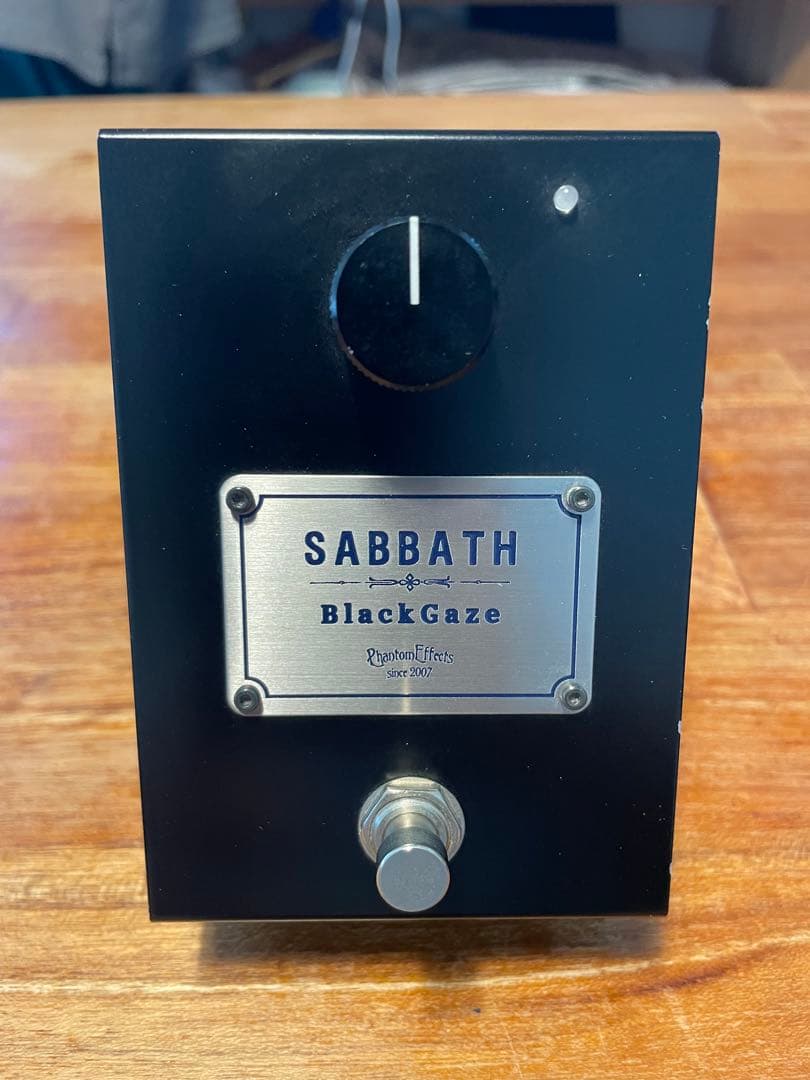 SABBATH
BlackGaze
PhantomEffects
since 2007